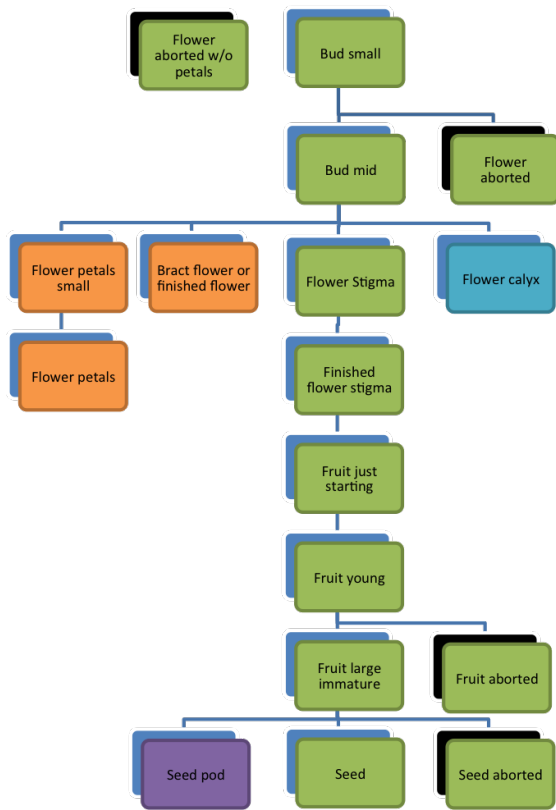 Flower
aborted w/o
petals
Bud small
Bud mid
Flower
aborted
Flower petals
small
Bract flower or
finished flower
Flower Stigma
Flower calyx
Flower petals
Finished
flower stigma
Fruit just
starting
Fruit young
Fruit large
immature
Fruit aborted
Seed pod
Seed
Seed aborted